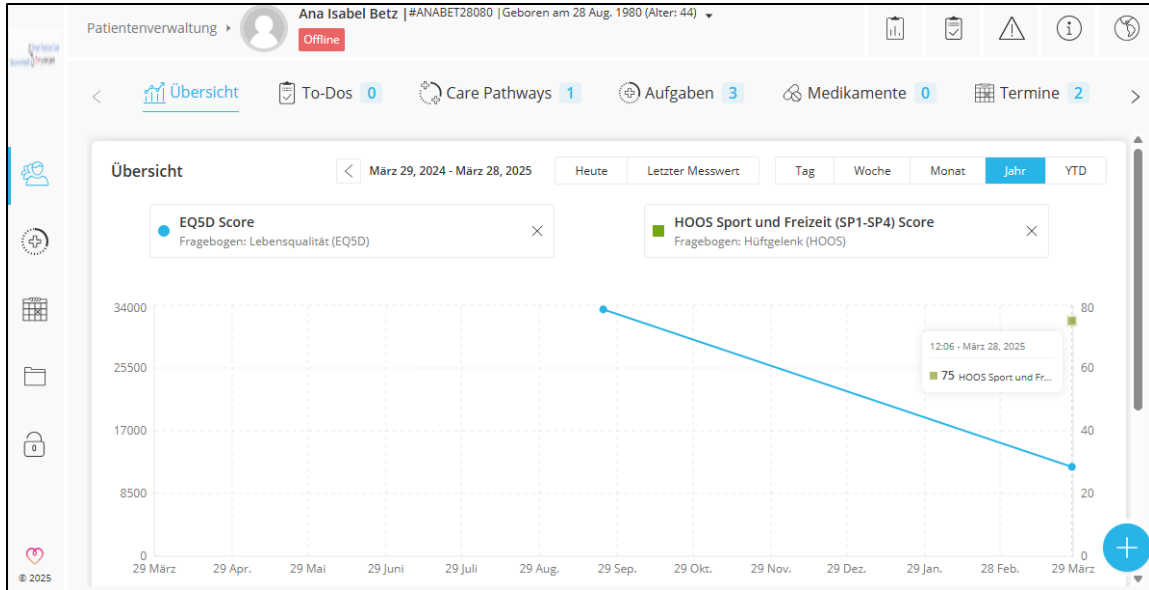 Patientenverwaltung
Ana Isabel Betz |#ANABET28080 |Geboren am 28 Aug. 1980 (Alter: 44)
Offline
Übersicht
To-Dos 0
Care Pathways 1
Aufgaben 3
Medikamente 0
Termine 2
Übersicht
März 29, 2024 - März 28, 2025
Heute
Letzter Messwert
Tag
Woche
Monat
Jahr
YTD
EQ5D Score
Fragebogen: Lebensqualität (EQ5D)
HOOS Sport und Freizeit (SP1-SP4) Score
Fragebogen: Hüftgelenk (HOOS)
34000
25500
17000
8500
0
80
60
40
20
0
12:06 - März 28, 2025
75 HOOS Sport und Fr...
29 März
29 Apr.
29 Mai
29 Juni
29 Juli
29 Aug.
29 Sep.
29 Okt.
29 Nov.
29 Dez.
29 Jan.
28 Feb.
29 März
0
© 2025